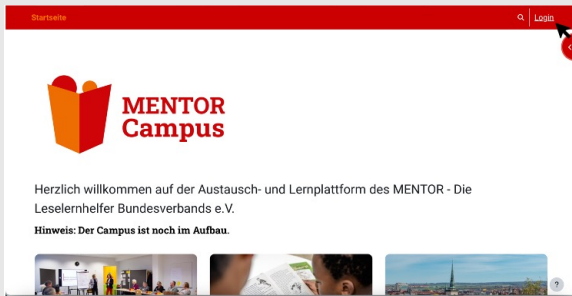 Startseite
Login
MENTOR
Campus
Herzlich willkommen auf der Austausch- und Lernplattform des MENTOR - Die
Leselernhelfer Bundesverbands e.V.
Hinweis: Der Campus ist noch im Aufbau.
?